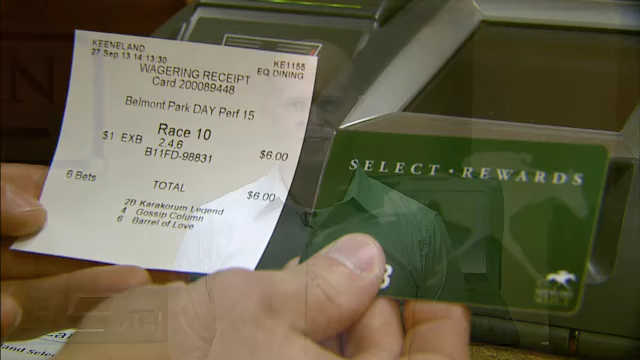 KEENELAND KE1155
27 Sep 13 14:13:30 EQ DINING
WAGERING RECEIPT
Card 200089448
Belmont Park DAY Perf 15
Race 10
$1 EXB 2,4,6 $6.00
B11FD-98831
6 Bets TOTAL $6.00
2B Karakorum Legend
4 Gossip Column
6 Barrel of Love
SELECT · REWARDS